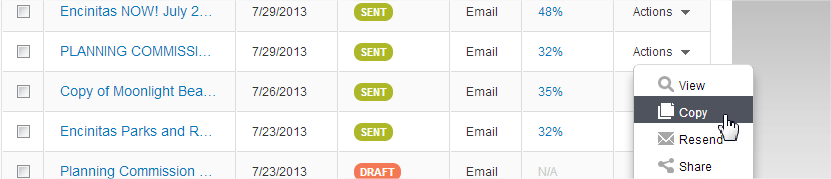 Encinitas NOW! July 2... 7/29/2013 SENT Email 48% Actions
PLANNING COMMISSI... 7/29/2013 SENT Email 32% Actions
View
Copy of Moonlight Bea... 7/26/2013 SENT Email 35%
Copy
Encinitas Parks and R... 7/23/2013 SENT Email 32%
Resend
Planning Commission ... 7/23/2013 DRAFT Email N/A
Share